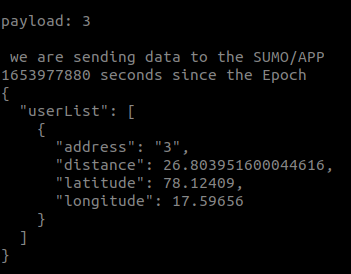 payload: 3
we are sending data to the SUMO/APP
1653977880 seconds since the Epoch
{
  "userList": [
    {
      "address": "3",
      "distance": 26.803951600044616,
      "latitude": 78.12409,
      "longitude": 17.59656
    }
  ]
}